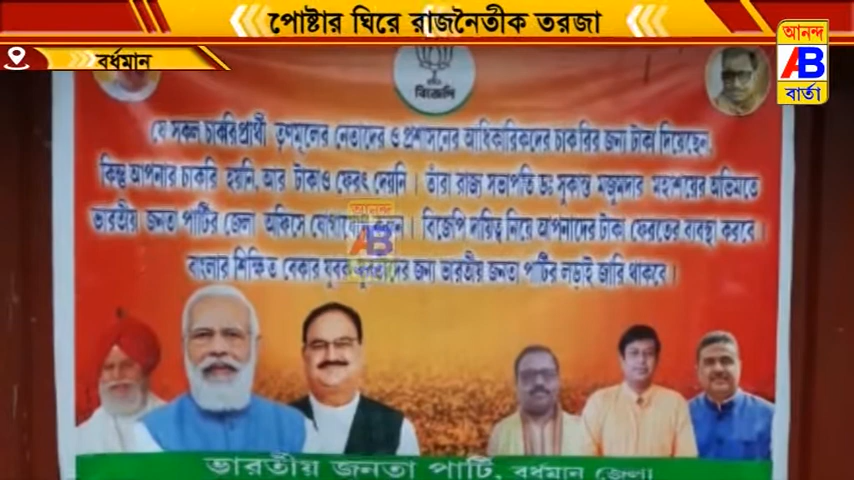 পোষ্টার ঘিরে রাজনৈতীক তরজা
বর্ধমান
আনন্দ
AB
বার্তা
বিজেপি
যে সকল চাকরিপ্রার্থী তৃণমূলের নেতাদের ও প্রশাসনের আধিকারিকদের চাকরির জন্য টাকা দিয়েছেন,
কিন্তু আপনার চাকরি হয়নি, আর টাকাও ফেরৎ দেয়নি । তাঁরা রাজ্য সভাপতি ডঃ সুকান্ত মজুমদার মহাশয়ের অভিমতে
ভারতীয় জনতা পার্টির জেলা অফিসে যোগাযোগ করুন । বিজেপি দায়িত্ব নিয়ে আপনাদের টাকা ফেরতের ব্যবস্থা করবে ।
বাংলার শিক্ষিত বেকার যুবক যুবতীদের জন্য ভারতীয় জনতা পার্টির লড়াই জারি থাকবে ।
আনন্দ
AB
ভারতীয় জনতা পার্টি, বর্ধমান জেলা